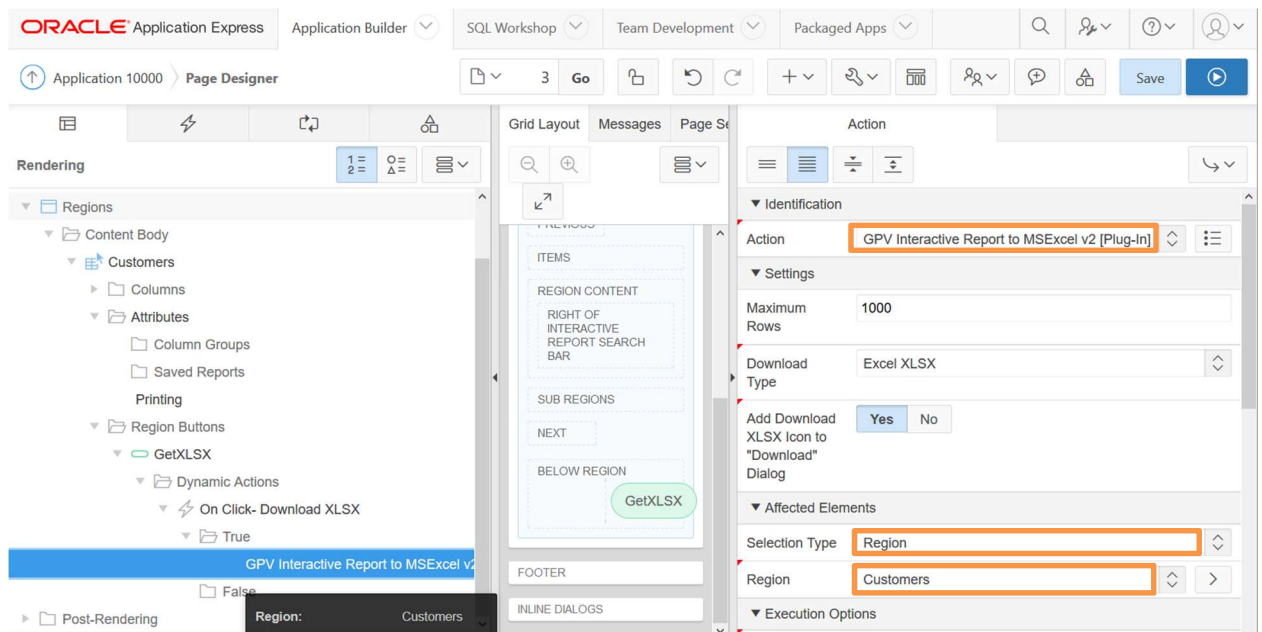 ORACLE Application Express
Application Builder
SQL Workshop
Team Development
Packaged Apps
Application 10000
Page Designer
3
Go
Save
Rendering
Regions
Content Body
Customers
Columns
Attributes
Column Groups
Saved Reports
Printing
Region Buttons
GetXLSX
Dynamic Actions
On Click- Download XLSX
True
GPV Interactive Report to MSExcel v2
False
Post-Rendering
Region: Customers
Grid Layout
Messages
Page Se
PREVIOUS
ITEMS
REGION CONTENT
RIGHT OF
INTERACTIVE
REPORT SEARCH
BAR
SUB REGIONS
NEXT
BELOW REGION
GetXLSX
FOOTER
INLINE DIALOGS
Action
Identification
Action GPV Interactive Report to MSExcel v2 [Plug-In]
Settings
Maximum 1000
Rows
Download Excel XLSX
Type
Add Download Yes No
XLSX Icon to
"Download"
Dialog
Affected Elements
Selection Type Region
Region Customers
Execution Options